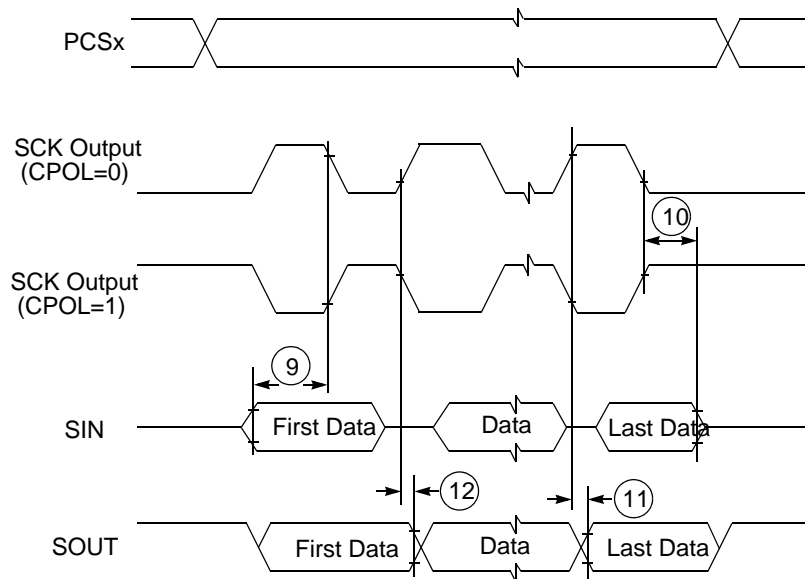 PCSx
SCK Output
(CPOL=0)
10
SCK Output
(CPOL=1)
9
SIN
First Data
Data
Last Data
12
11
SOUT
First Data
Data
Last Data